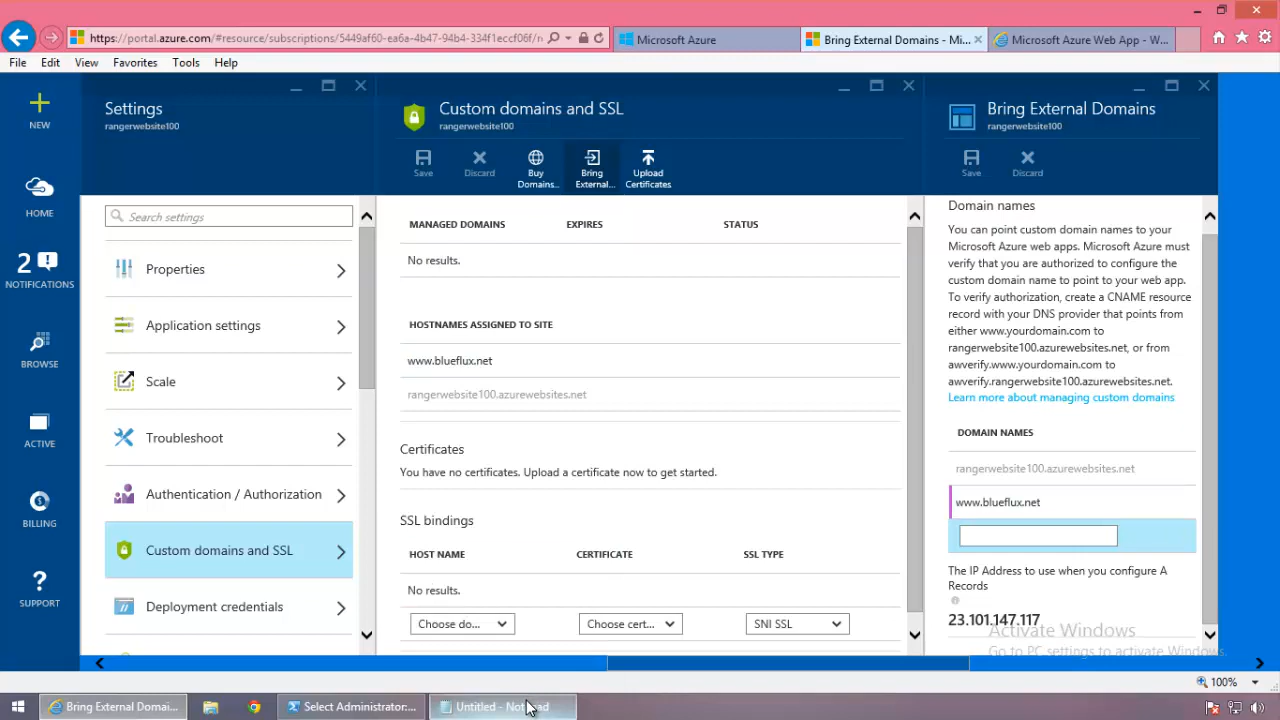 https://portal.azure.com/#resource/subscriptions/5449af60-ea6a-4b47-94b4-334f1eccf06f/r
Microsoft Azure
Bring External Domains - Mi...
Microsoft Azure Web App - W...
File Edit View Favorites Tools Help
NEW
HOME
2
NOTIFICATIONS
BROWSE
ACTIVE
BILLING
SUPPORT
Settings
rangerwebsite100
Search settings
Properties
Application settings
Scale
Troubleshoot
Authentication / Authorization
Custom domains and SSL
Deployment credentials
Custom domains and SSL
rangerwebsite100
Save
Discard
Buy Domains...
Bring External...
Upload Certificates
MANAGED DOMAINS EXPIRES STATUS
No results.
HOSTNAMES ASSIGNED TO SITE
www.blueflux.net
rangerwebsite100.azurewebsites.net
Certificates
You have no certificates. Upload a certificate now to get started.
SSL bindings
HOST NAME CERTIFICATE SSL TYPE
No results.
Choose do... Choose cert... SNI SSL
Bring External Domains
rangerwebsite100
Save
Discard
Domain names
You can point custom domain names to your
Microsoft Azure web apps. Microsoft Azure must
verify that you are authorized to configure the
custom domain name to point to your web app.
To verify authorization, create a CNAME resource
record with your DNS provider that points from
either www.yourdomain.com to
rangerwebsite100.azurewebsites.net, or from
awverify.www.yourdomain.com to
awverify.rangerwebsite100.azurewebsites.net.
Learn more about managing custom domains
DOMAIN NAMES
rangerwebsite100.azurewebsites.net
www.blueflux.net
The IP Address to use when you configure A
Records
23.101.147.117
Activate Windows
Go to PC settings to activate Windows.
100%
Bring External Domai...
Select Administrator:...
Untitled - Notepad